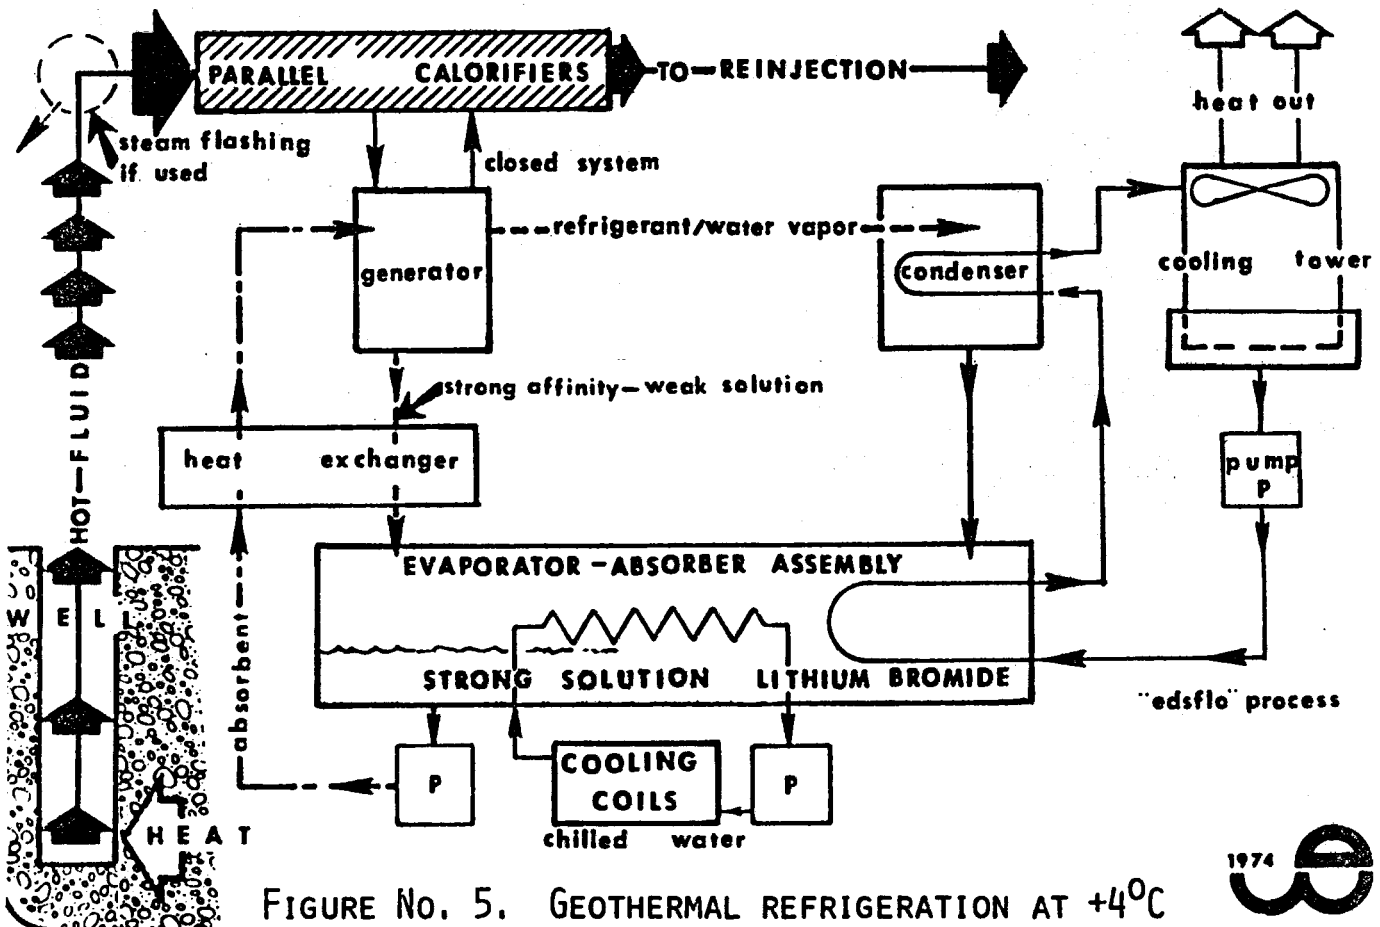 PARALLEL CALORIFIERS
TO—REINJECTION
heat out
steam flashing
if used
closed system
refrigerant/water vapor
generator
condenser
cooling tower
strong affinity—weak solution
HOT—FLUID
heat exchanger
pump
P
EVAPORATOR-ABSORBER ASSEMBLY
WELL
absorbent
STRONG SOLUTION LITHIUM BROMIDE
"edsflo" process
P
COOLING
COILS
P
HEAT
chilled water
1974
FIGURE NO. 5. GEOTHERMAL REFRIGERATION AT +4°C